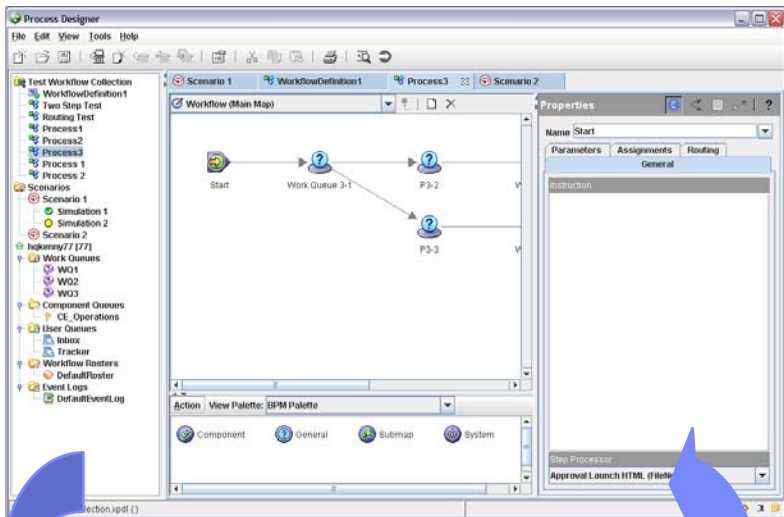 Process Designer
File Edit View Tools Help
Test Workflow Collection
WorkflowDefinition1
Two Step Test
Routing Test
Process1
Process2
Process3
Process 1
Process 2
Scenarios
Scenario 1
Simulation 1
Simulation 2
Scenario 2
hqkenny77 [77]
Work Queues
WQ1
WQ2
WQ3
Component Queues
CE_Operations
User Queues
Inbox
Tracker
Workflow Rosters
DefaultRoster
Event Logs
DefaultEventLog
Scenario 1 WorkflowDefinition1 Process3 Scenario 2
Workflow (Main Map)
Start Work Queue 3-1 P3-2
P3-3
Action View Palette: BPM Palette
Component General Submap System
Properties
Name Start
Parameters Assignments Routing
General
Instruction
Step Processor
Approval Launch HTML